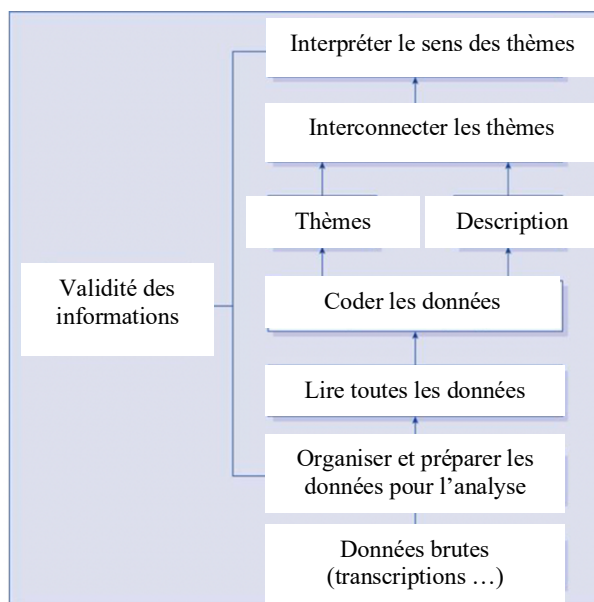 Interpréter le sens des thèmes
Interconnecter les thèmes
Thèmes
Description
Validité des
informations
Coder les données
Lire toutes les données
Organiser et préparer les
données pour l’analyse
Données brutes
(transcriptions …)